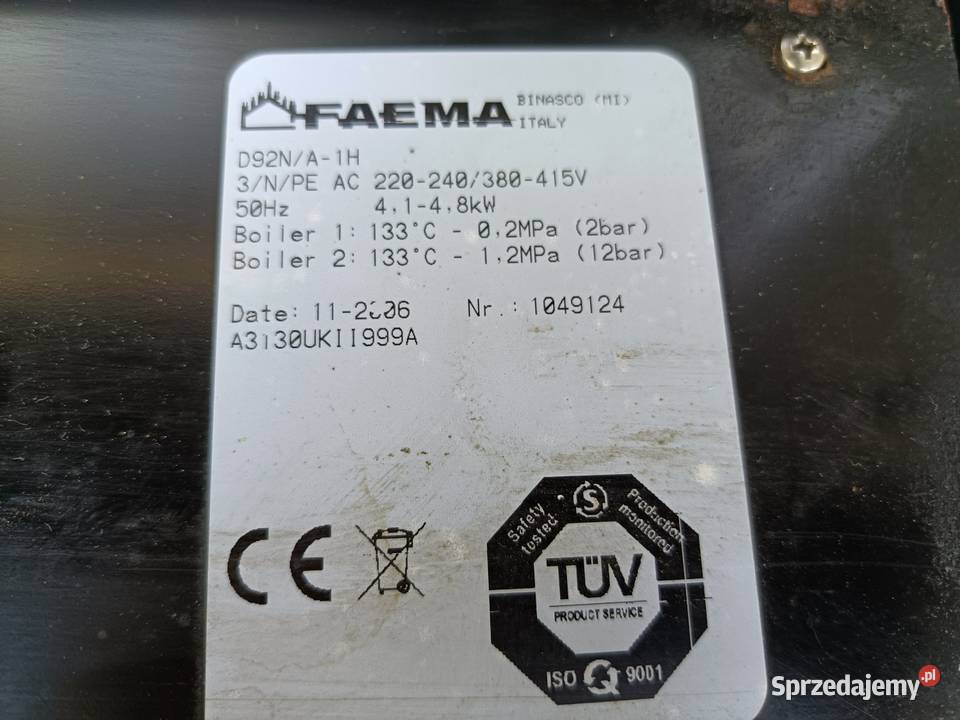 FAEMA BINASCO (MI)
ITALY
D92N/A-1H
3/N/PE AC 220-240/380-415V
50Hz 4,1-4,8kW
Boiler 1: 133°C - 0,2MPa (2bar)
Boiler 2: 133°C - 1,2MPa (12bar)
Date: 11-2006 Nr.: 1049124
A3130UKII999A
CE
Safety tested
S
Production monitored
TÜV
PRODUCT SERVICE
ISO 9001
Sprzedajemy.pl